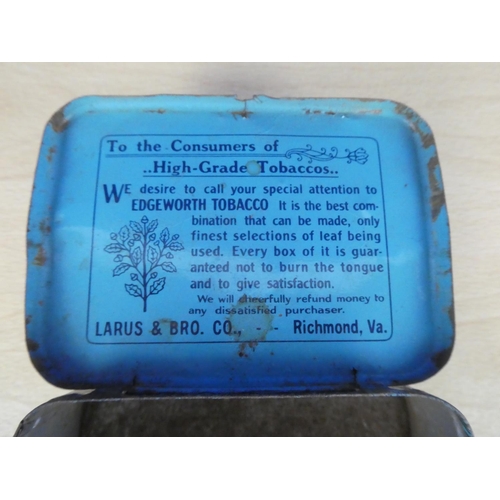 To the Consumers of
..High-Grade Tobaccos..
WE desire to call your special attention to
EDGEWORTH TOBACCO It is the best com-
bination that can be made, only
finest selections of leaf being
used. Every box of it is guar-
anteed not to burn the tongue
and to give satisfaction.
We will cheerfully refund money to
any dissatisfied purchaser.
LARUS & BRO. CO., - - Richmond, Va.